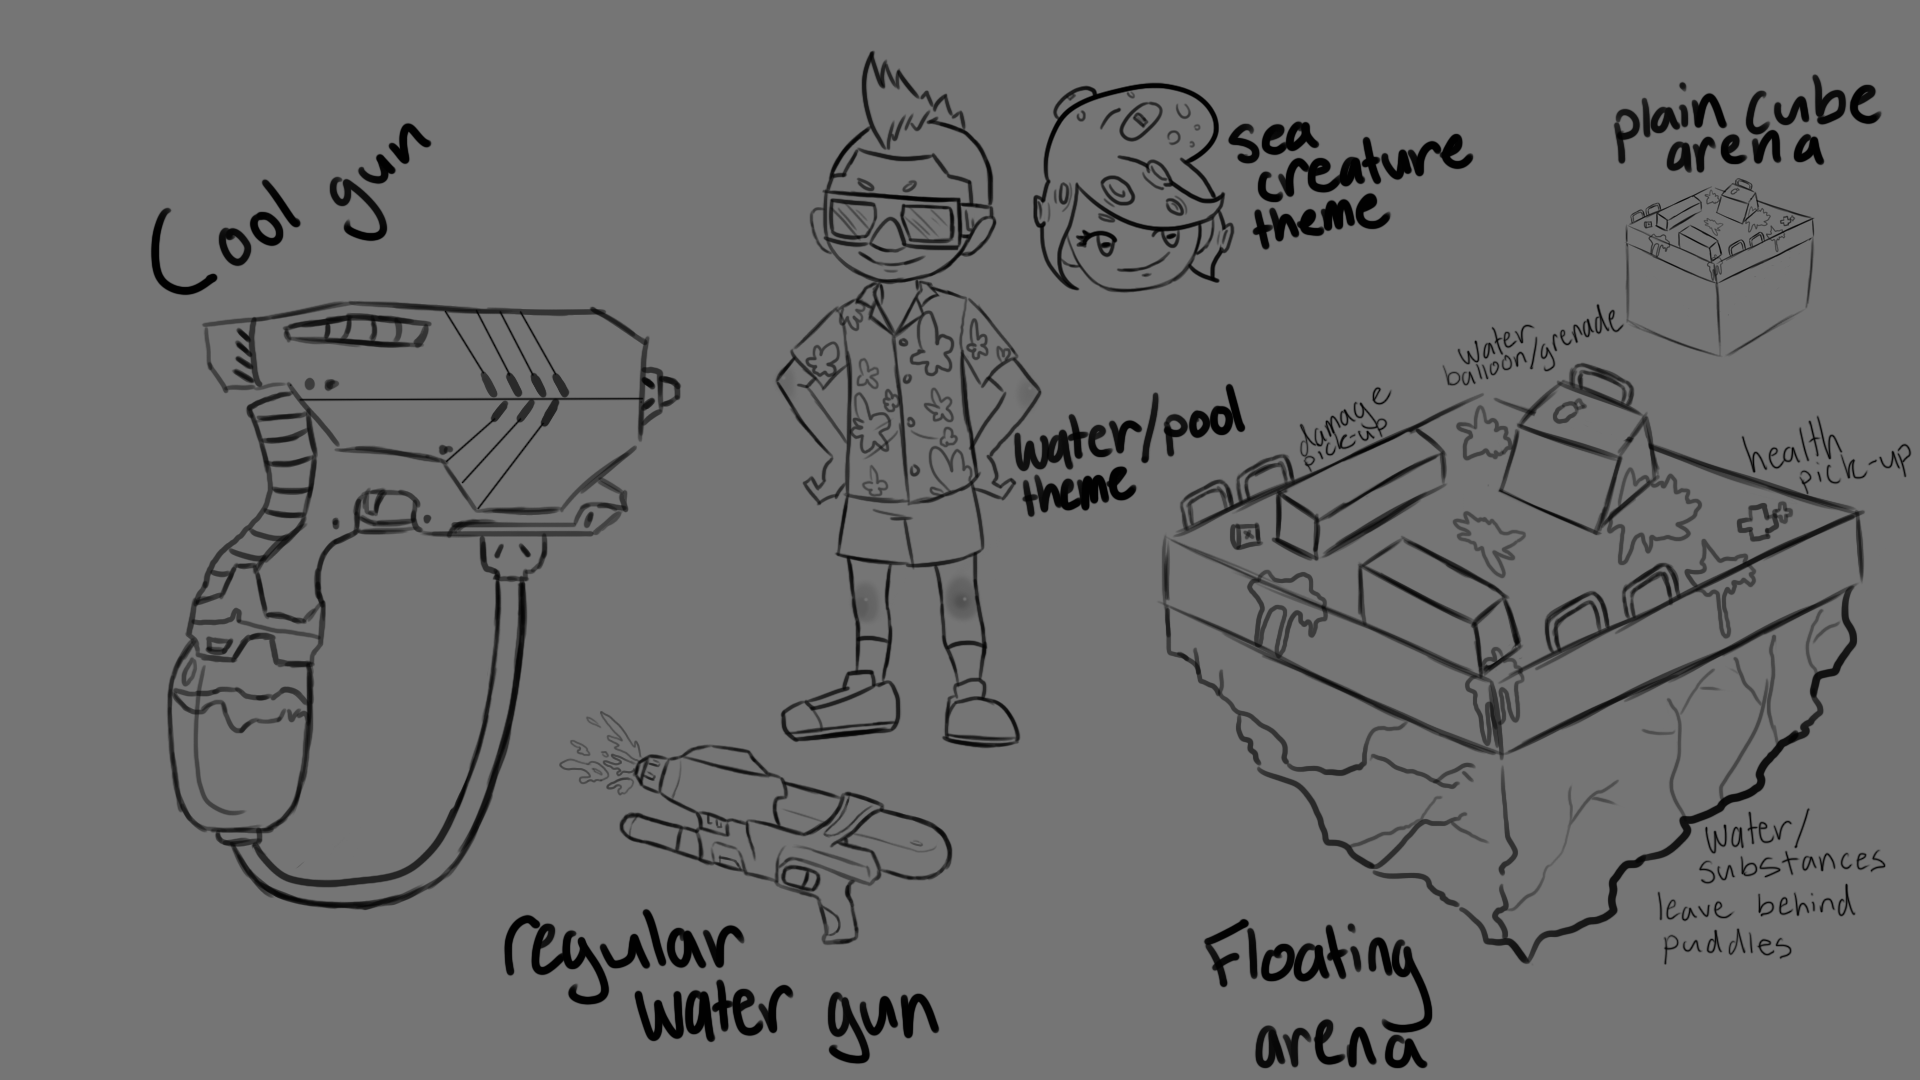 Cool gun
sea
creature
theme
plain cube
arena
water
balloon/grenade
damage
pick-up
health
pick-up
water/pool
theme
water/
substances
leave behind
puddles
regular
water gun
Floating
arena